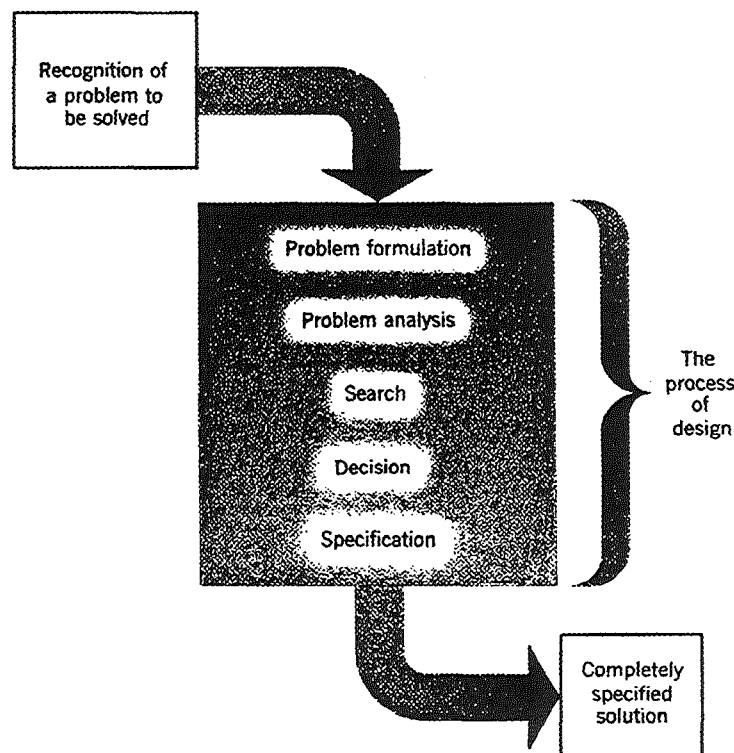 Recognition of
a problem to
be solved
Problem formulation
Problem analysis
Search
Decision
Specification
The
process
of
design
Completely
specified
solution